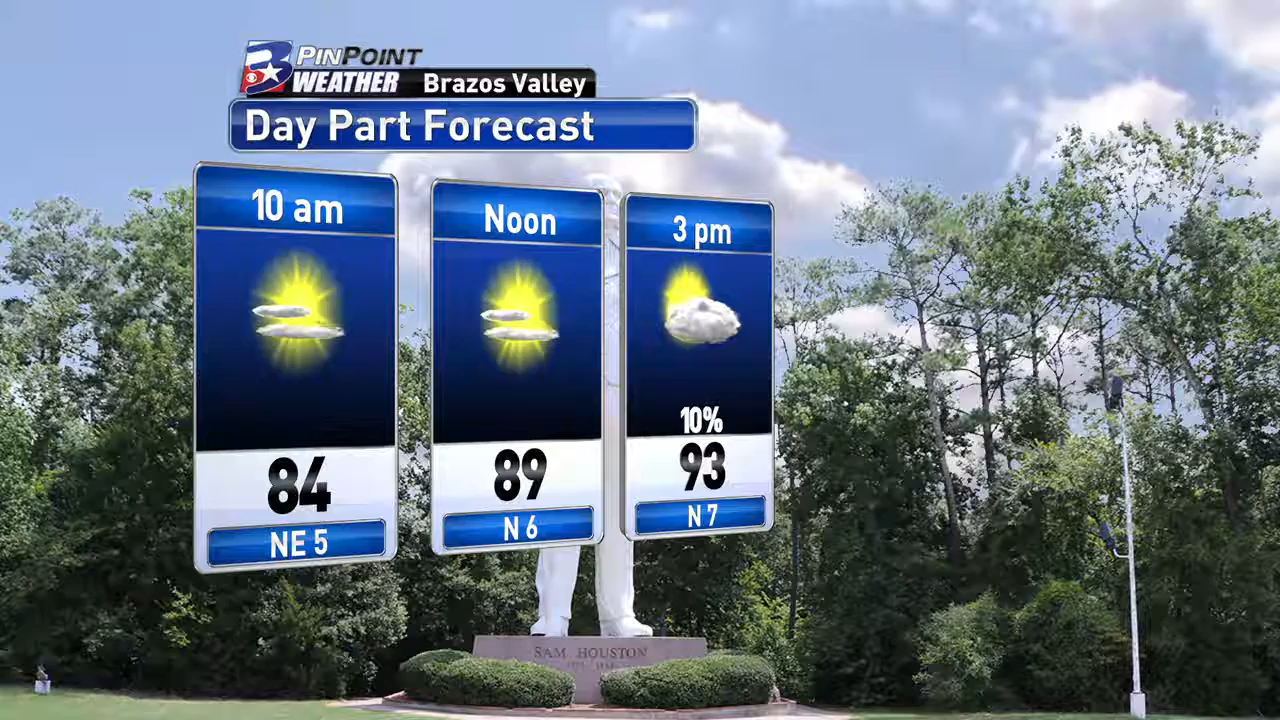 PINPOINT
WEATHER Brazos Valley
Day Part Forecast
10 am
84
NE 5
Noon
89
N 6
3 pm
10%
93
N 7
SAM HOUSTON